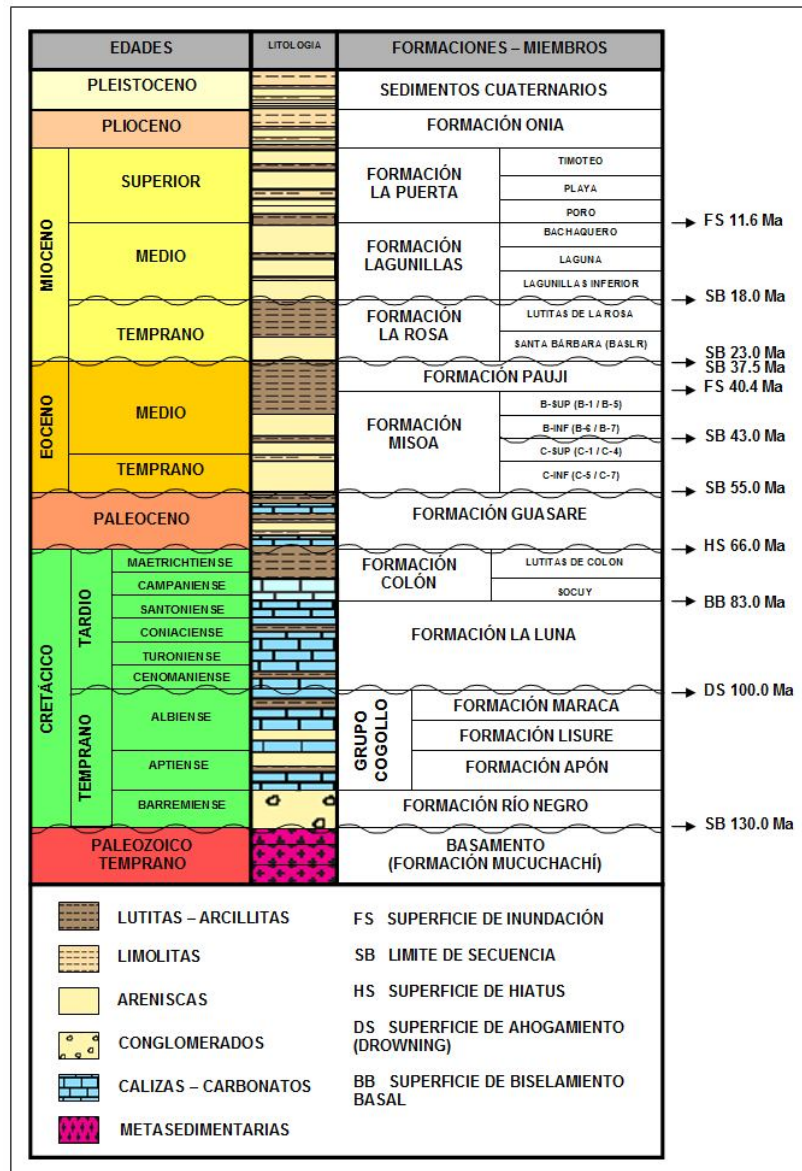 EDADES LITOLOGIA FORMACIONES – MIEMBROS
PLEISTOCENO SEDIMENTOS CUATERNARIOS
PLIOCENO FORMACIÓN ONIA
MIOCENO
SUPERIOR
FORMACIÓN
LA PUERTA
TIMOTEO
PLAYA
PORO
FS 11.6 Ma
MEDIO
FORMACIÓN
LAGUNILLAS
BACHAQUERO
LAGUNA
LAGUNILLAS INFERIOR
SB 18.0 Ma
TEMPRANO
FORMACIÓN
LA ROSA
LUTITAS DE LA ROSA
SANTA BÁRBARA (BASLR)
SB 23.0 Ma
SB 37.5 Ma
EOCENO
FORMACIÓN PAUJI
FS 40.4 Ma
MEDIO
FORMACIÓN
MISOA
B-SUP (B-1 / B-5)
B-INF (B-6 / B-7)
SB 43.0 Ma
C-SUP (C-1 / C-4)
TEMPRANO
C-INF (C-5 / C-7)
SB 55.0 Ma
PALEOCENO FORMACIÓN GUASARE
HS 66.0 Ma
CRETÁCICO
TARDIO
MAETRICHTIENSE
CAMPANIENSE
SANTONIENSE
CONIACIENSE
TURONIENSE
CENOMANIENSE
FORMACIÓN
COLÓN
LUTITAS DE COLON
SOCUY
BB 83.0 Ma
FORMACIÓN LA LUNA
DS 100.0 Ma
TEMPRANO
ALBIENSE
APTIENSE
BARREMIENSE
GRUPO
COGOLLO
FORMACIÓN MARACA
FORMACIÓN LISURE
FORMACIÓN APÓN
FORMACIÓN RÍO NEGRO
SB 130.0 Ma
PALEOZOICO
TEMPRANO
BASAMENTO
(FORMACIÓN MUCUCHACHÍ)
LUTITAS – ARCILLITAS
LIMOLITAS
ARENISCAS
CONGLOMERADOS
CALIZAS – CARBONATOS
METASEDIMENTARIAS
FS SUPERFICIE DE INUNDACIÓN
SB LIMITE DE SECUENCIA
HS SUPERFICIE DE HIATUS
DS SUPERFICIE DE AHOGAMIENTO
(DROWNING)
BB SUPERFICIE DE BISELAMIENTO
BASAL